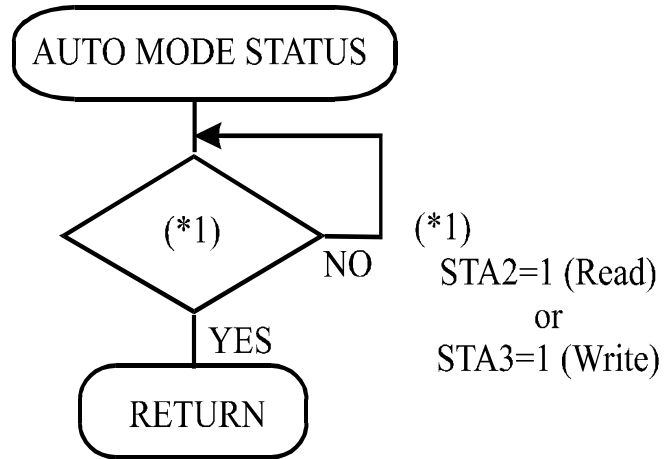 AUTO MODE STATUS
(*1)
NO
YES
RETURN
(*1)
STA2=1 (Read)
or
STA3=1 (Write)